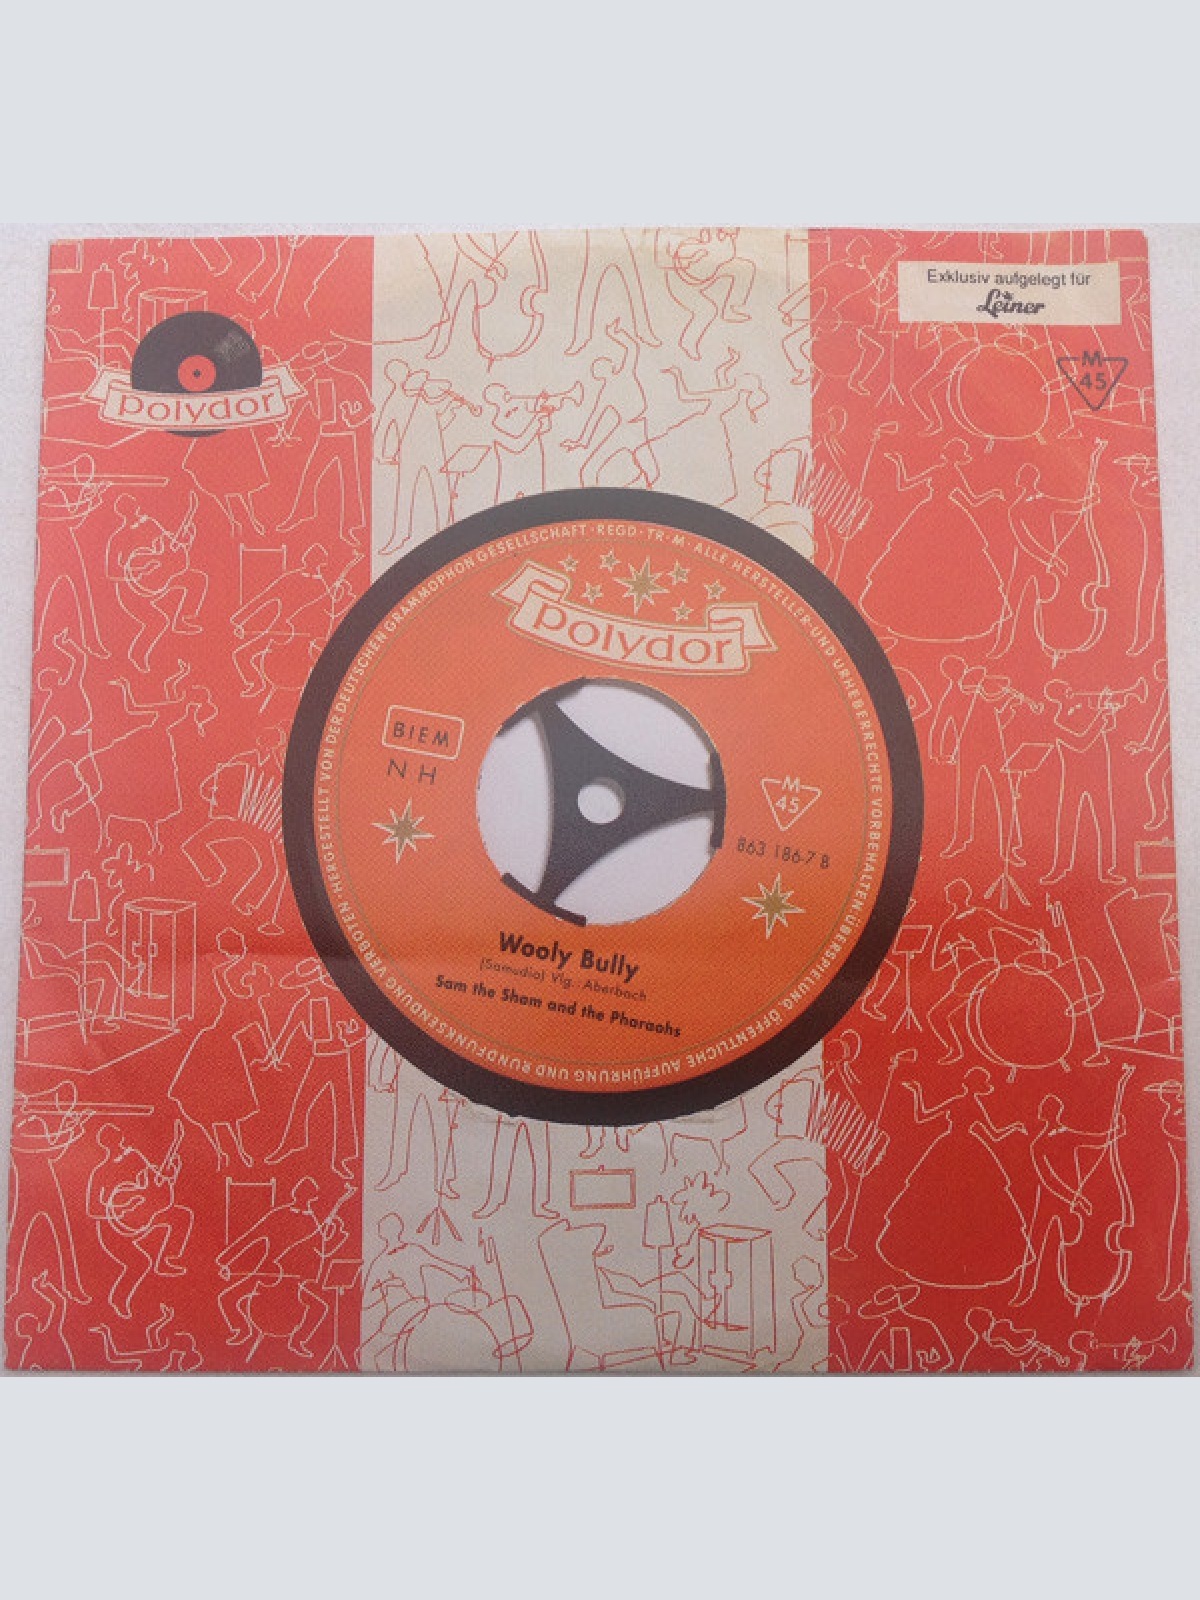 Exklusiv aufgelegt für
Leiner
polydor
M
45
HERGESTELLT VON DER DEUTSCHEN GRAMMOPHON GESELLSCHAFT · REGD · TR · M · ALLE HERSTELLER- UND URHEBERRECHTE VORBEHALTEN · ÜBERSPIELUNG, ÖFFENTLICHE AUFFÜHRUNG UND RUNDFUNKSENDUNG VERBOTEN
polydor
BIEM
NH
M
45
863 186-7 B
Wooly Bully
(Samudio) Vlg.: Aberbach
Sam the Sham and the Pharaohs